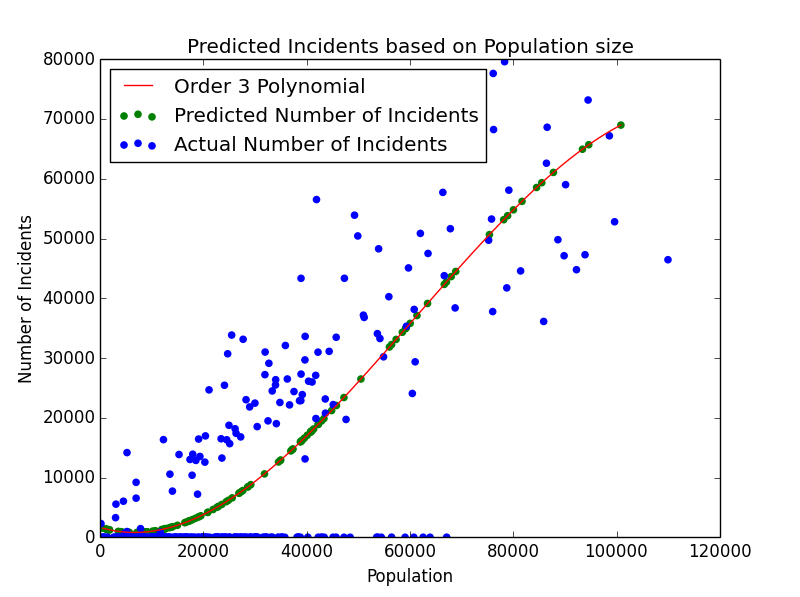 Predicted Incidents based on Population size
80000
70000
60000
50000
40000
30000
20000
10000
0
Order 3 Polynomial
Predicted Number of Incidents
Actual Number of Incidents
Number of Incidents
0
20000
40000
60000
80000
100000
120000
Population